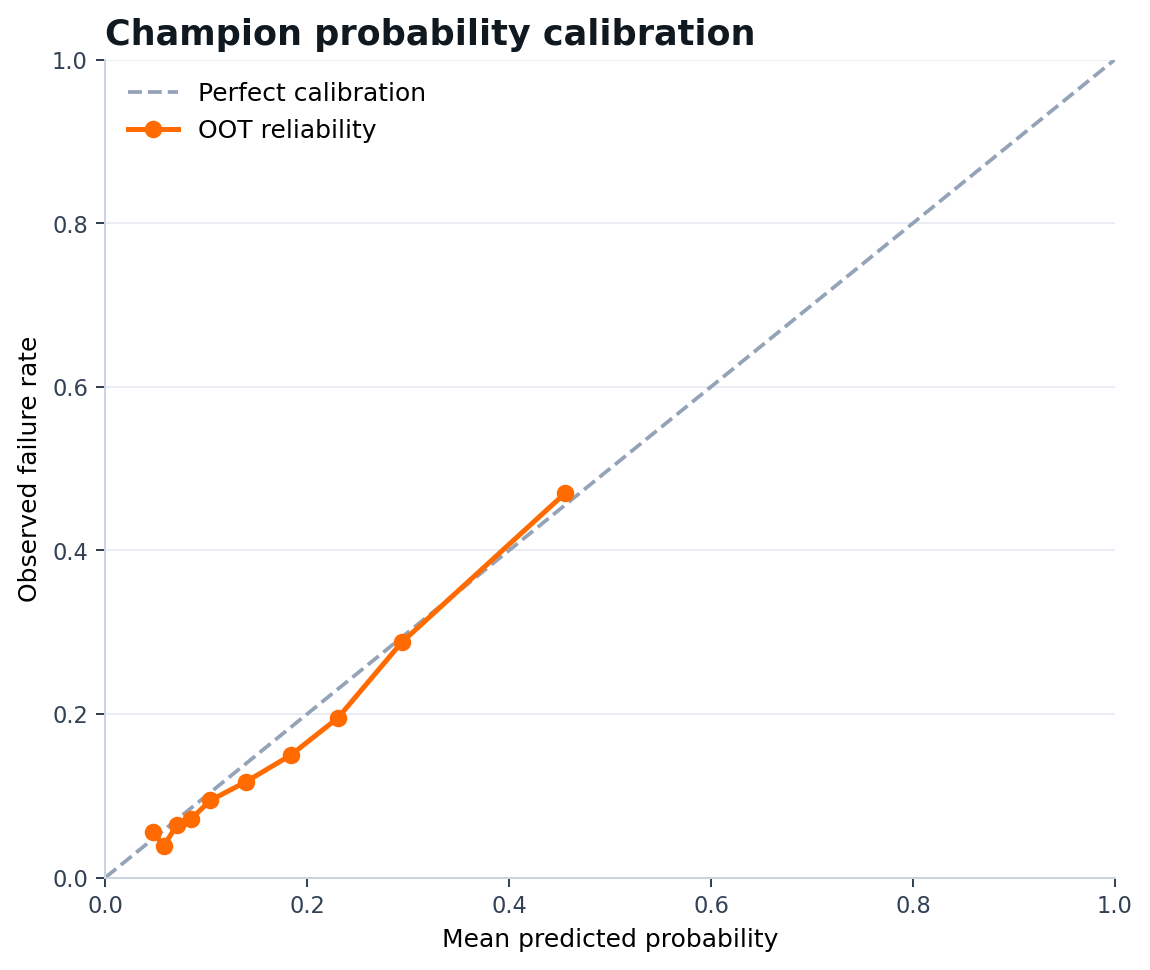 Champion probability calibration
Perfect calibration
OOT reliability
Observed failure rate
1.0
0.8
0.6
0.4
0.2
0.0
0.0 0.2 0.4 0.6 0.8 1.0
Mean predicted probability